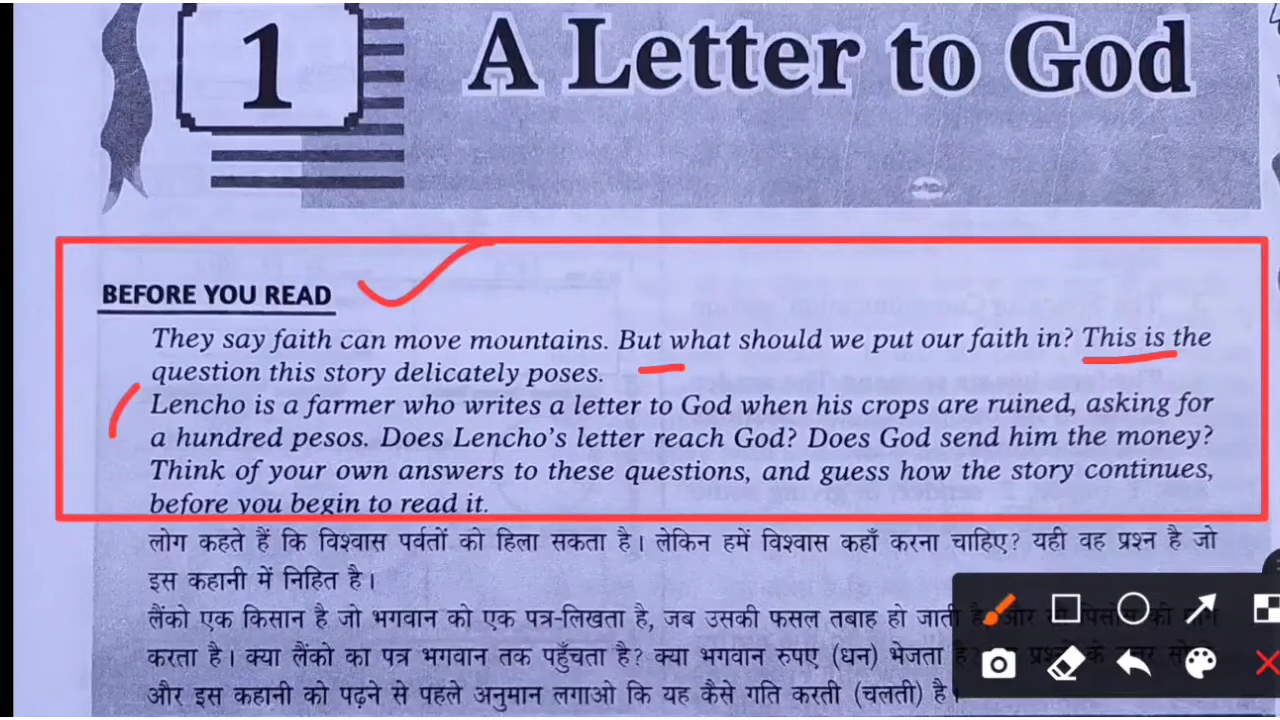 1
A Letter to God
BEFORE YOU READ
They say faith can move mountains. But what should we put our faith in? This is the
question this story delicately poses.
Lencho is a farmer who writes a letter to God when his crops are ruined, asking for
a hundred pesos. Does Lencho's letter reach God? Does God send him the money?
Think of your own answers to these questions, and guess how the story continues,
before you begin to read it.
लोग कहते हैं कि विश्वास पर्वतों को हिला सकता है। लेकिन हमें विश्वास कहाँ करना चाहिए? यही वह प्रश्न है जो
इस कहानी में निहित है।
लैंको एक किसान है जो भगवान को एक पत्र-लिखता है, जब उसकी फसल तबाह हो जाती है, और
करता है। क्या लैंको का पत्र भगवान तक पहुँचता है? क्या भगवान रुपए (धन) भेजता है?
और इस कहानी को पढ़ने से पहले अनुमान लगाओ कि यह कैसे गति करती (चलती) है।